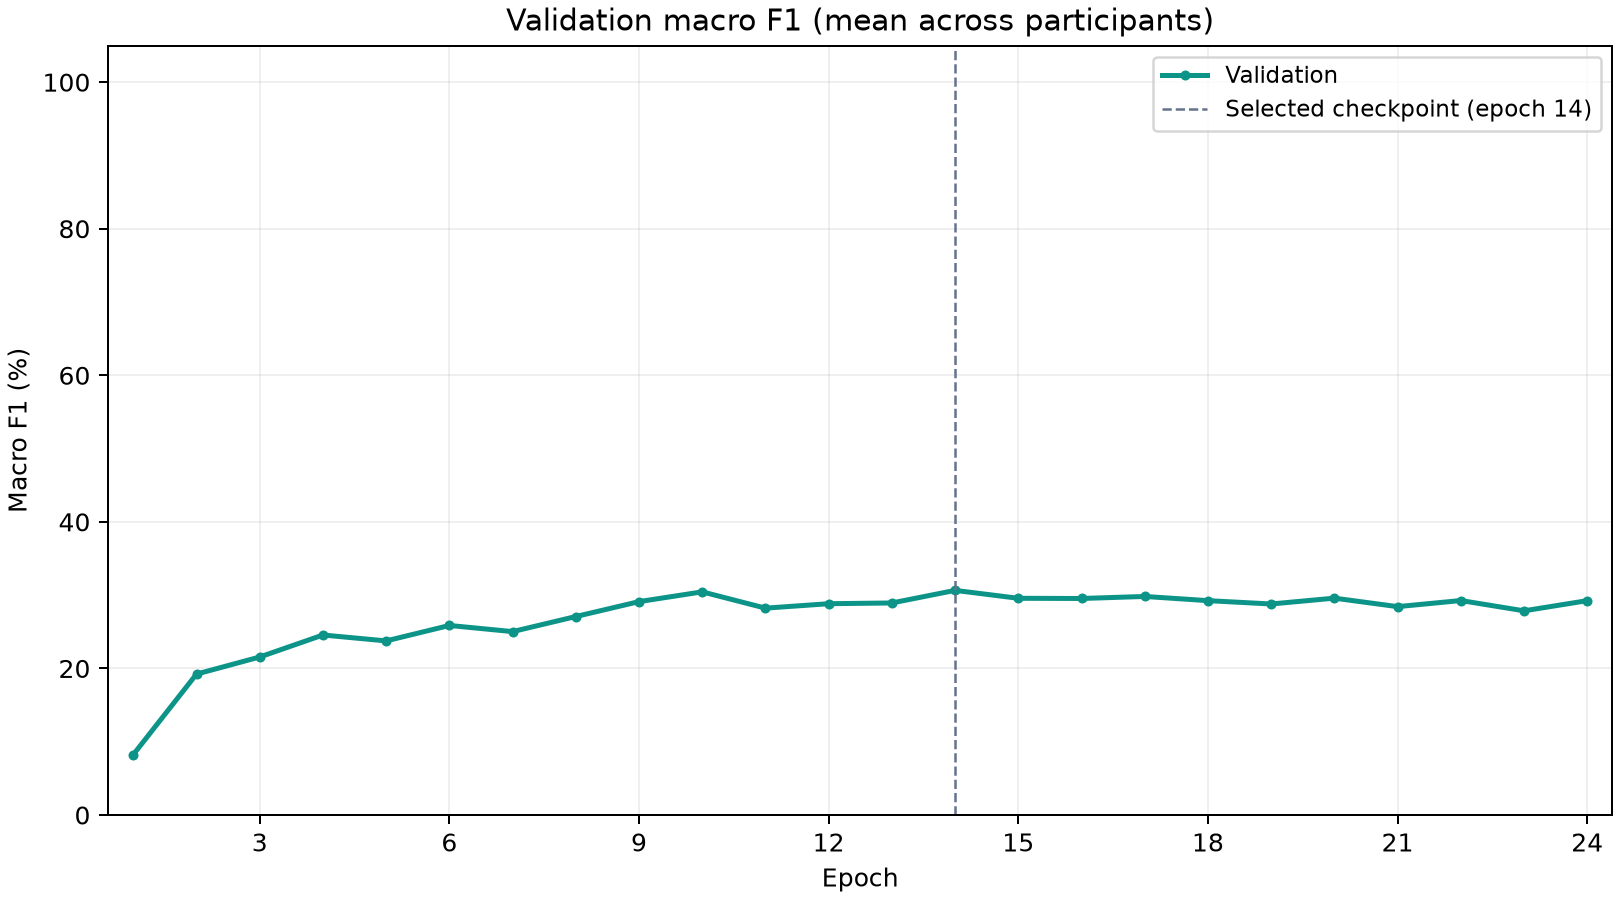 Validation macro F1 (mean across participants)
Validation
Selected checkpoint (epoch 14)
Macro F1 (%)
100
80
60
40
20
0
3 6 9 12 15 18 21 24
Epoch